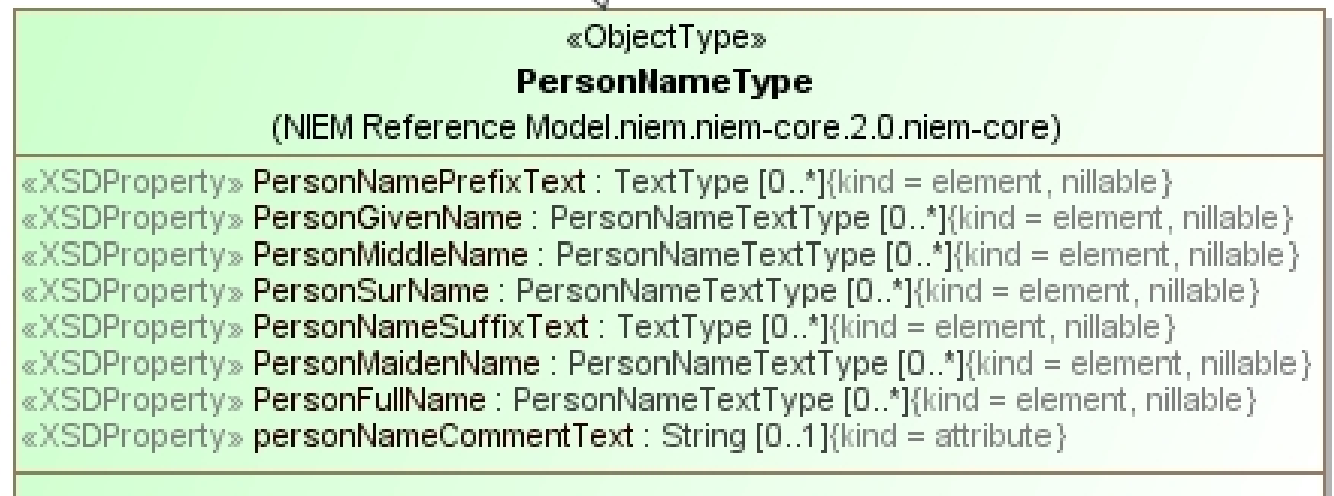 «ObjectType»
PersonNameType
(NIEM Reference Model.niem.niem-core.2.0.niem-core)
«XSDProperty» PersonNamePrefixText : TextType [0..*]{kind = element, nillable}
«XSDProperty» PersonGivenName : PersonNameTextType [0..*]{kind = element, nillable}
«XSDProperty» PersonMiddleName : PersonNameTextType [0..*]{kind = element, nillable}
«XSDProperty» PersonSurName : PersonNameTextType [0..*]{kind = element, nillable}
«XSDProperty» PersonNameSuffixText : TextType [0..*]{kind = element, nillable}
«XSDProperty» PersonMaidenName : PersonNameTextType [0..*]{kind = element, nillable}
«XSDProperty» PersonFullName : PersonNameTextType [0..*]{kind = element, nillable}
«XSDProperty» personNameCommentText : String [0..1]{kind = attribute}